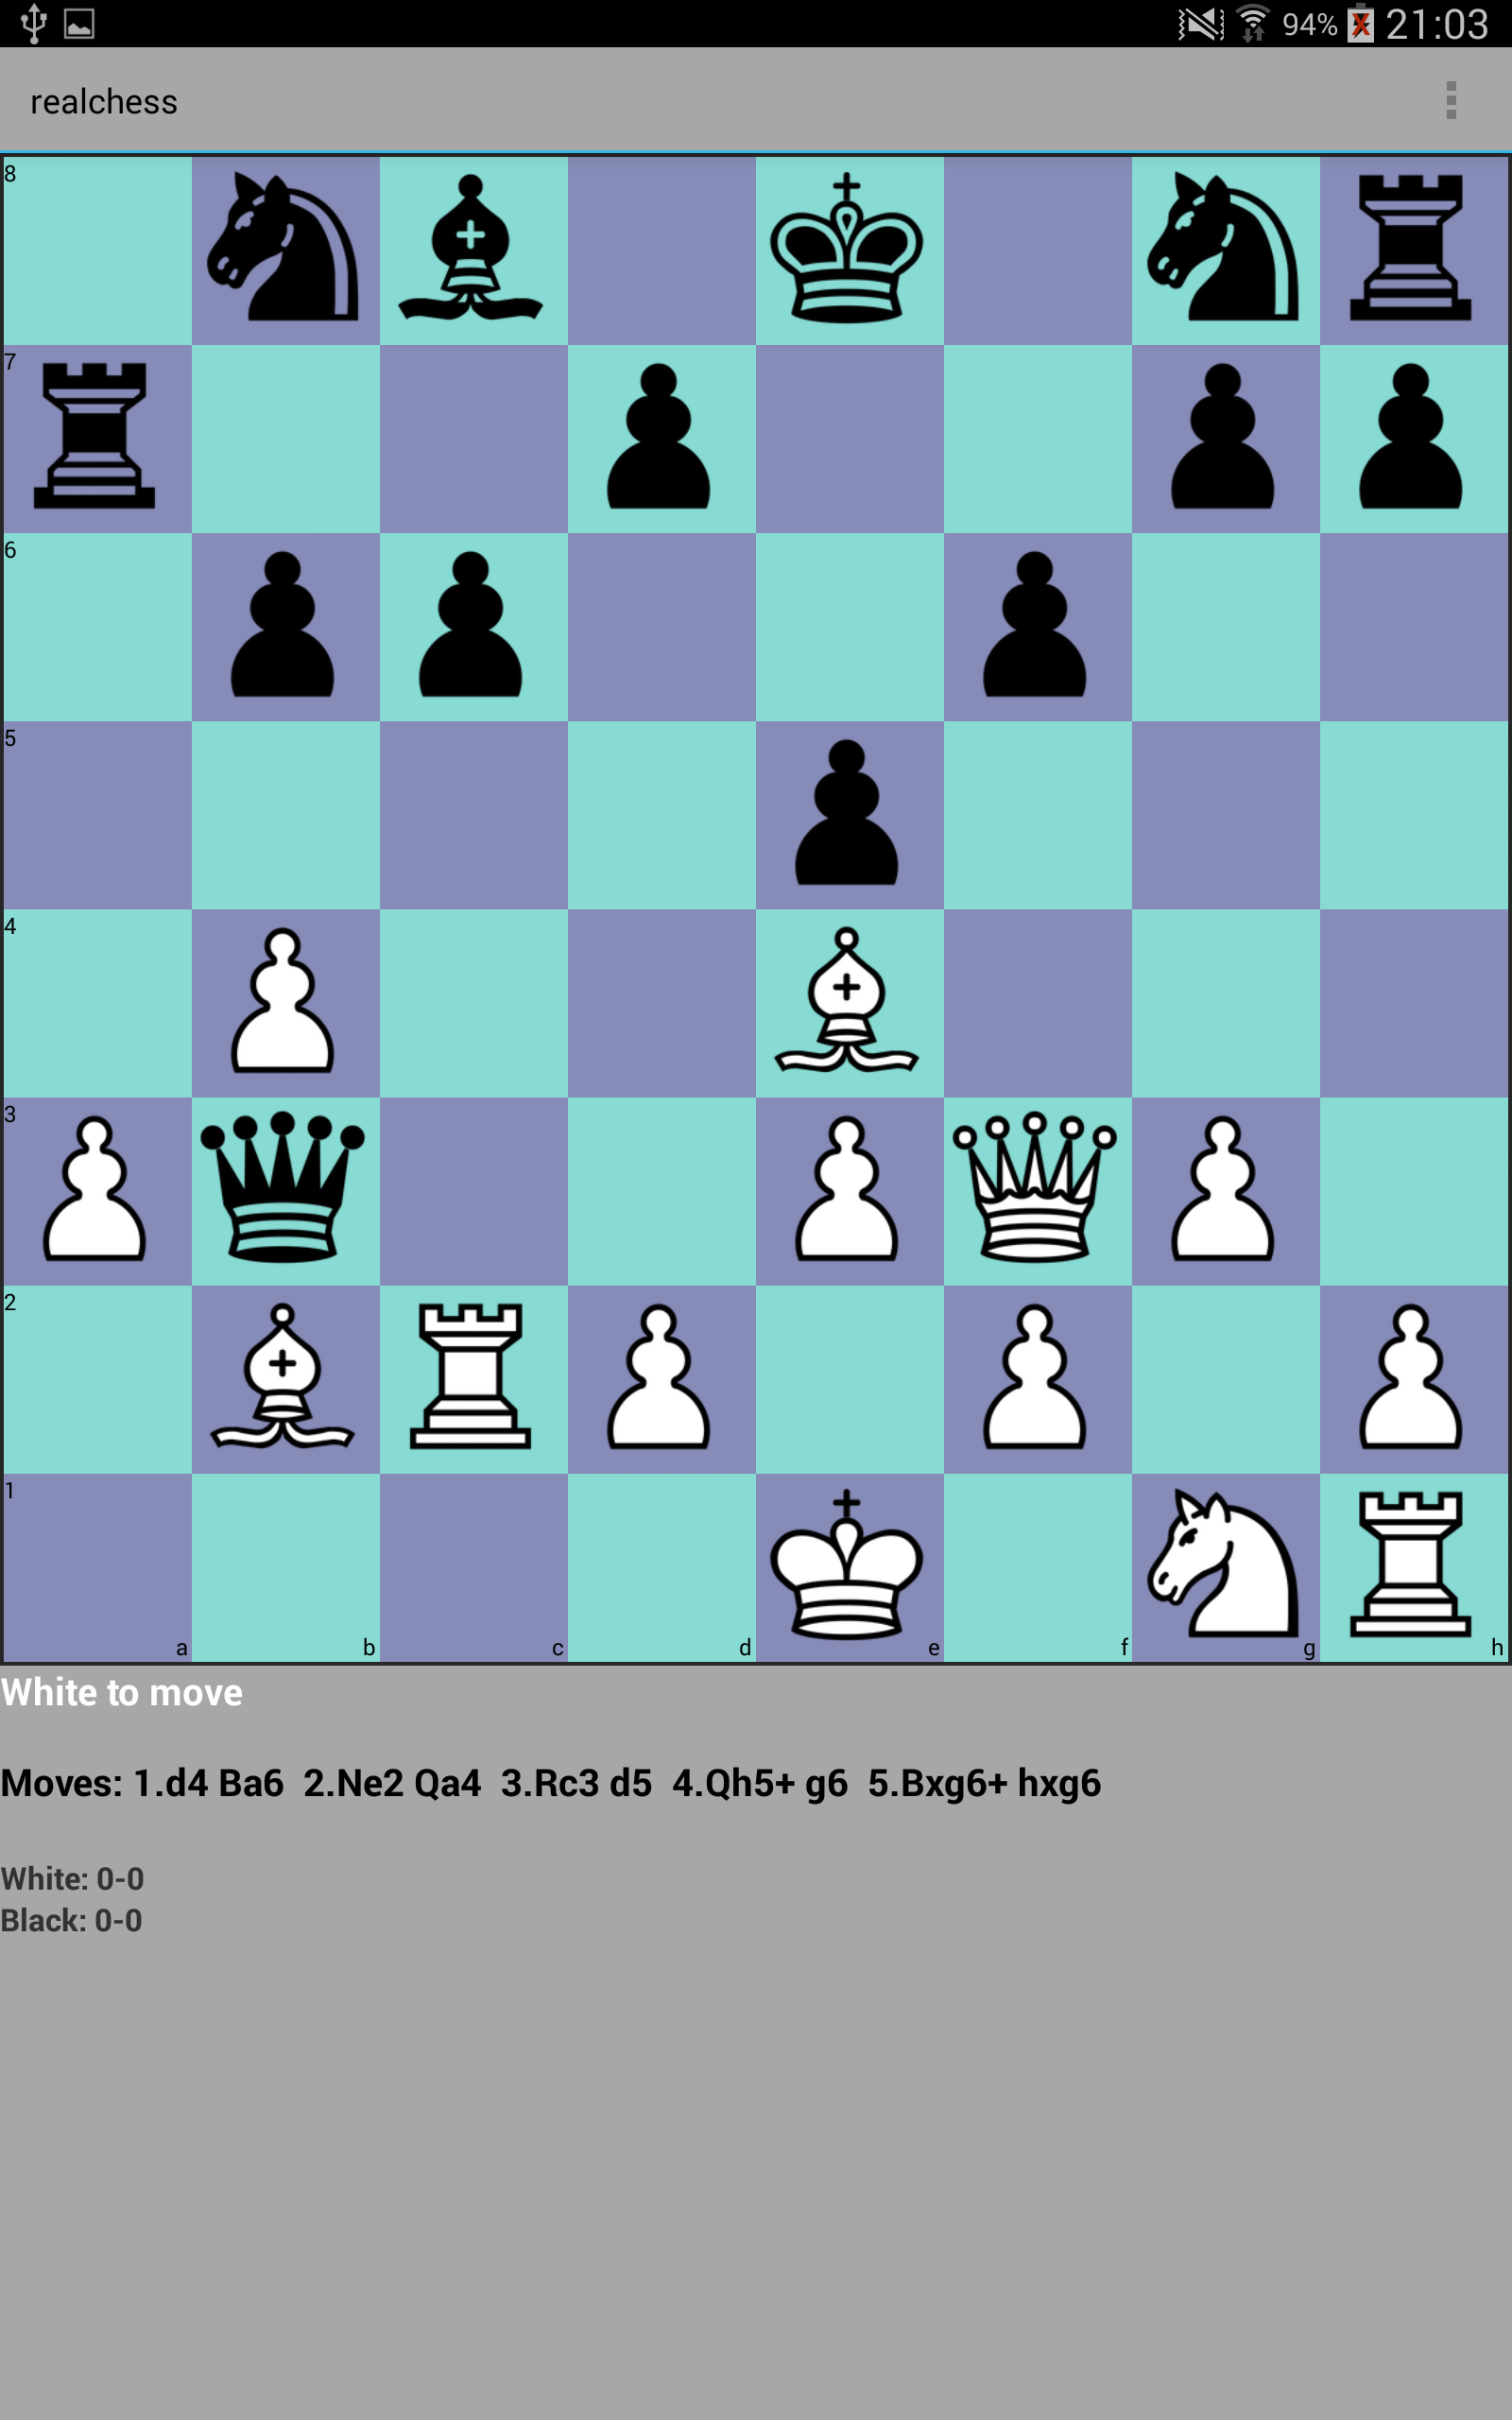 94% 21:03
realchess
8
7
6
5
4
3
2
1
a b c d e f g h
White to move
Moves: 1.d4 Ba6 2.Ne2 Qa4 3.Rc3 d5 4.Qh5+ g6 5.Bxg6+ hxg6
White: 0-0
Black: 0-0